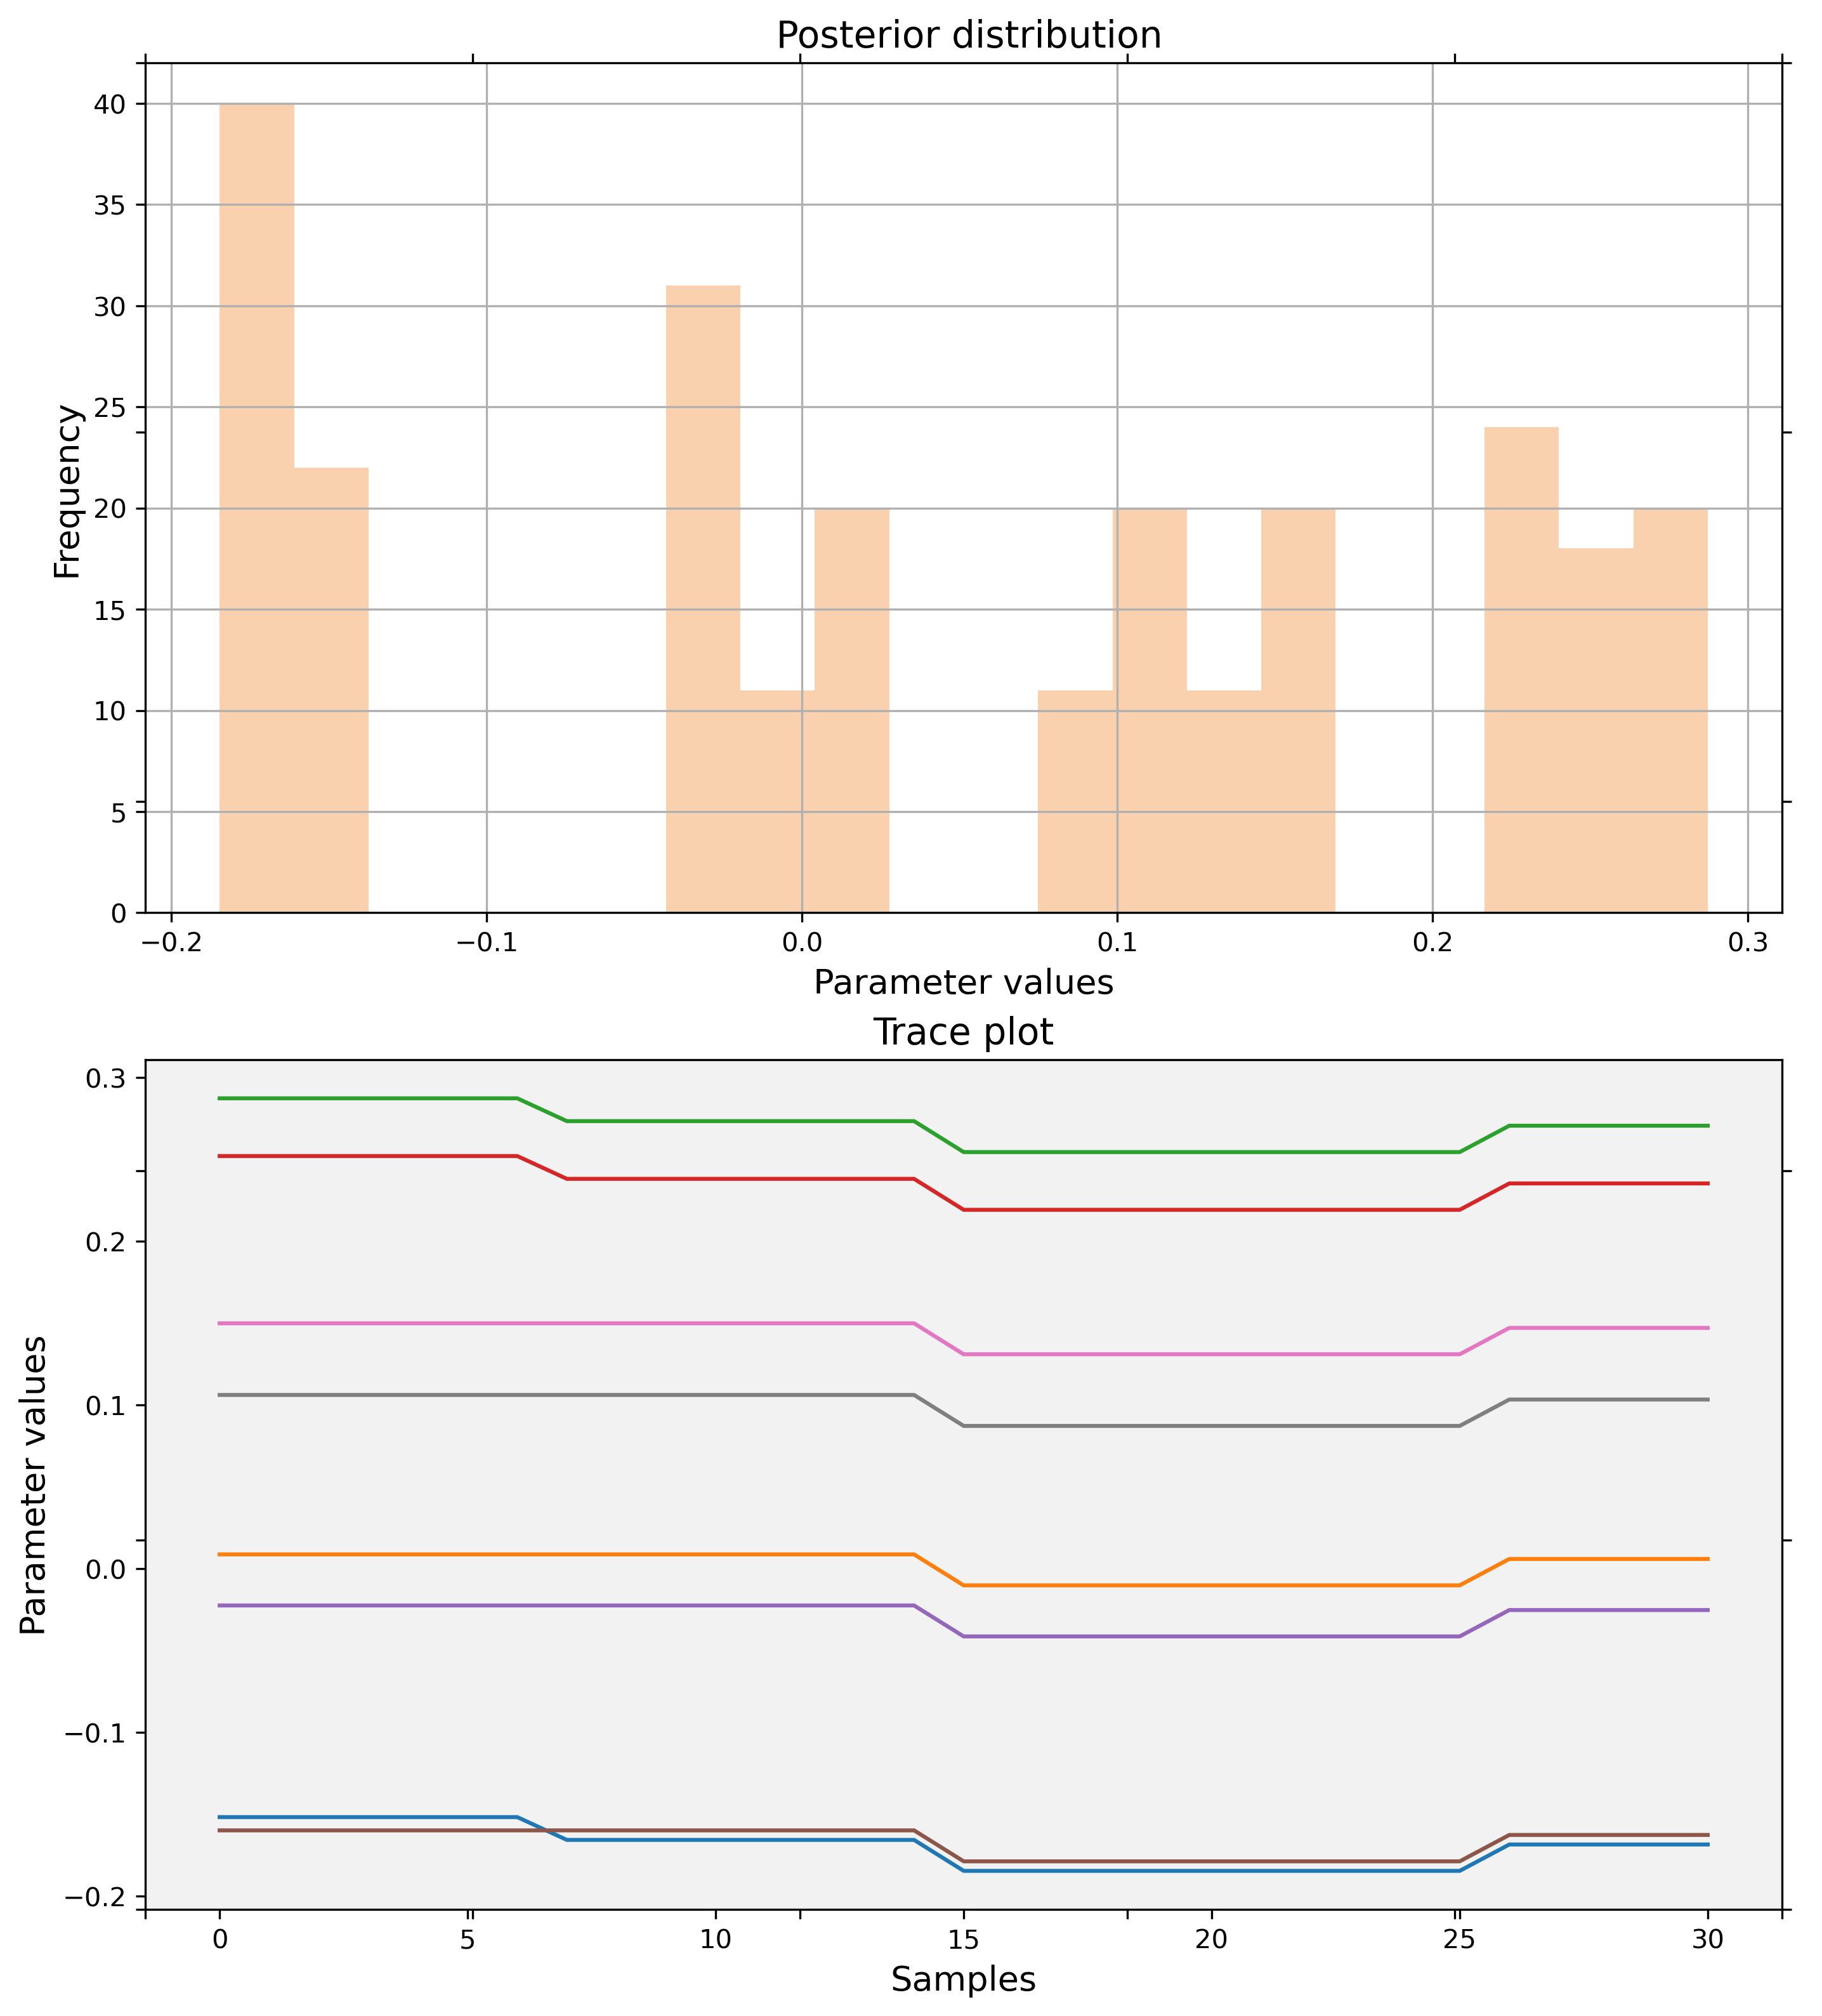 Posterior distribution
40
35
30
25
20
15
10
5
0
Frequency
−0.2 −0.1 0.0 0.1 0.2 0.3
Parameter values
Trace plot
0.3
0.2
0.1
0.0
−0.1
−0.2
Parameter values
0 5 10 15 20 25 30
Samples